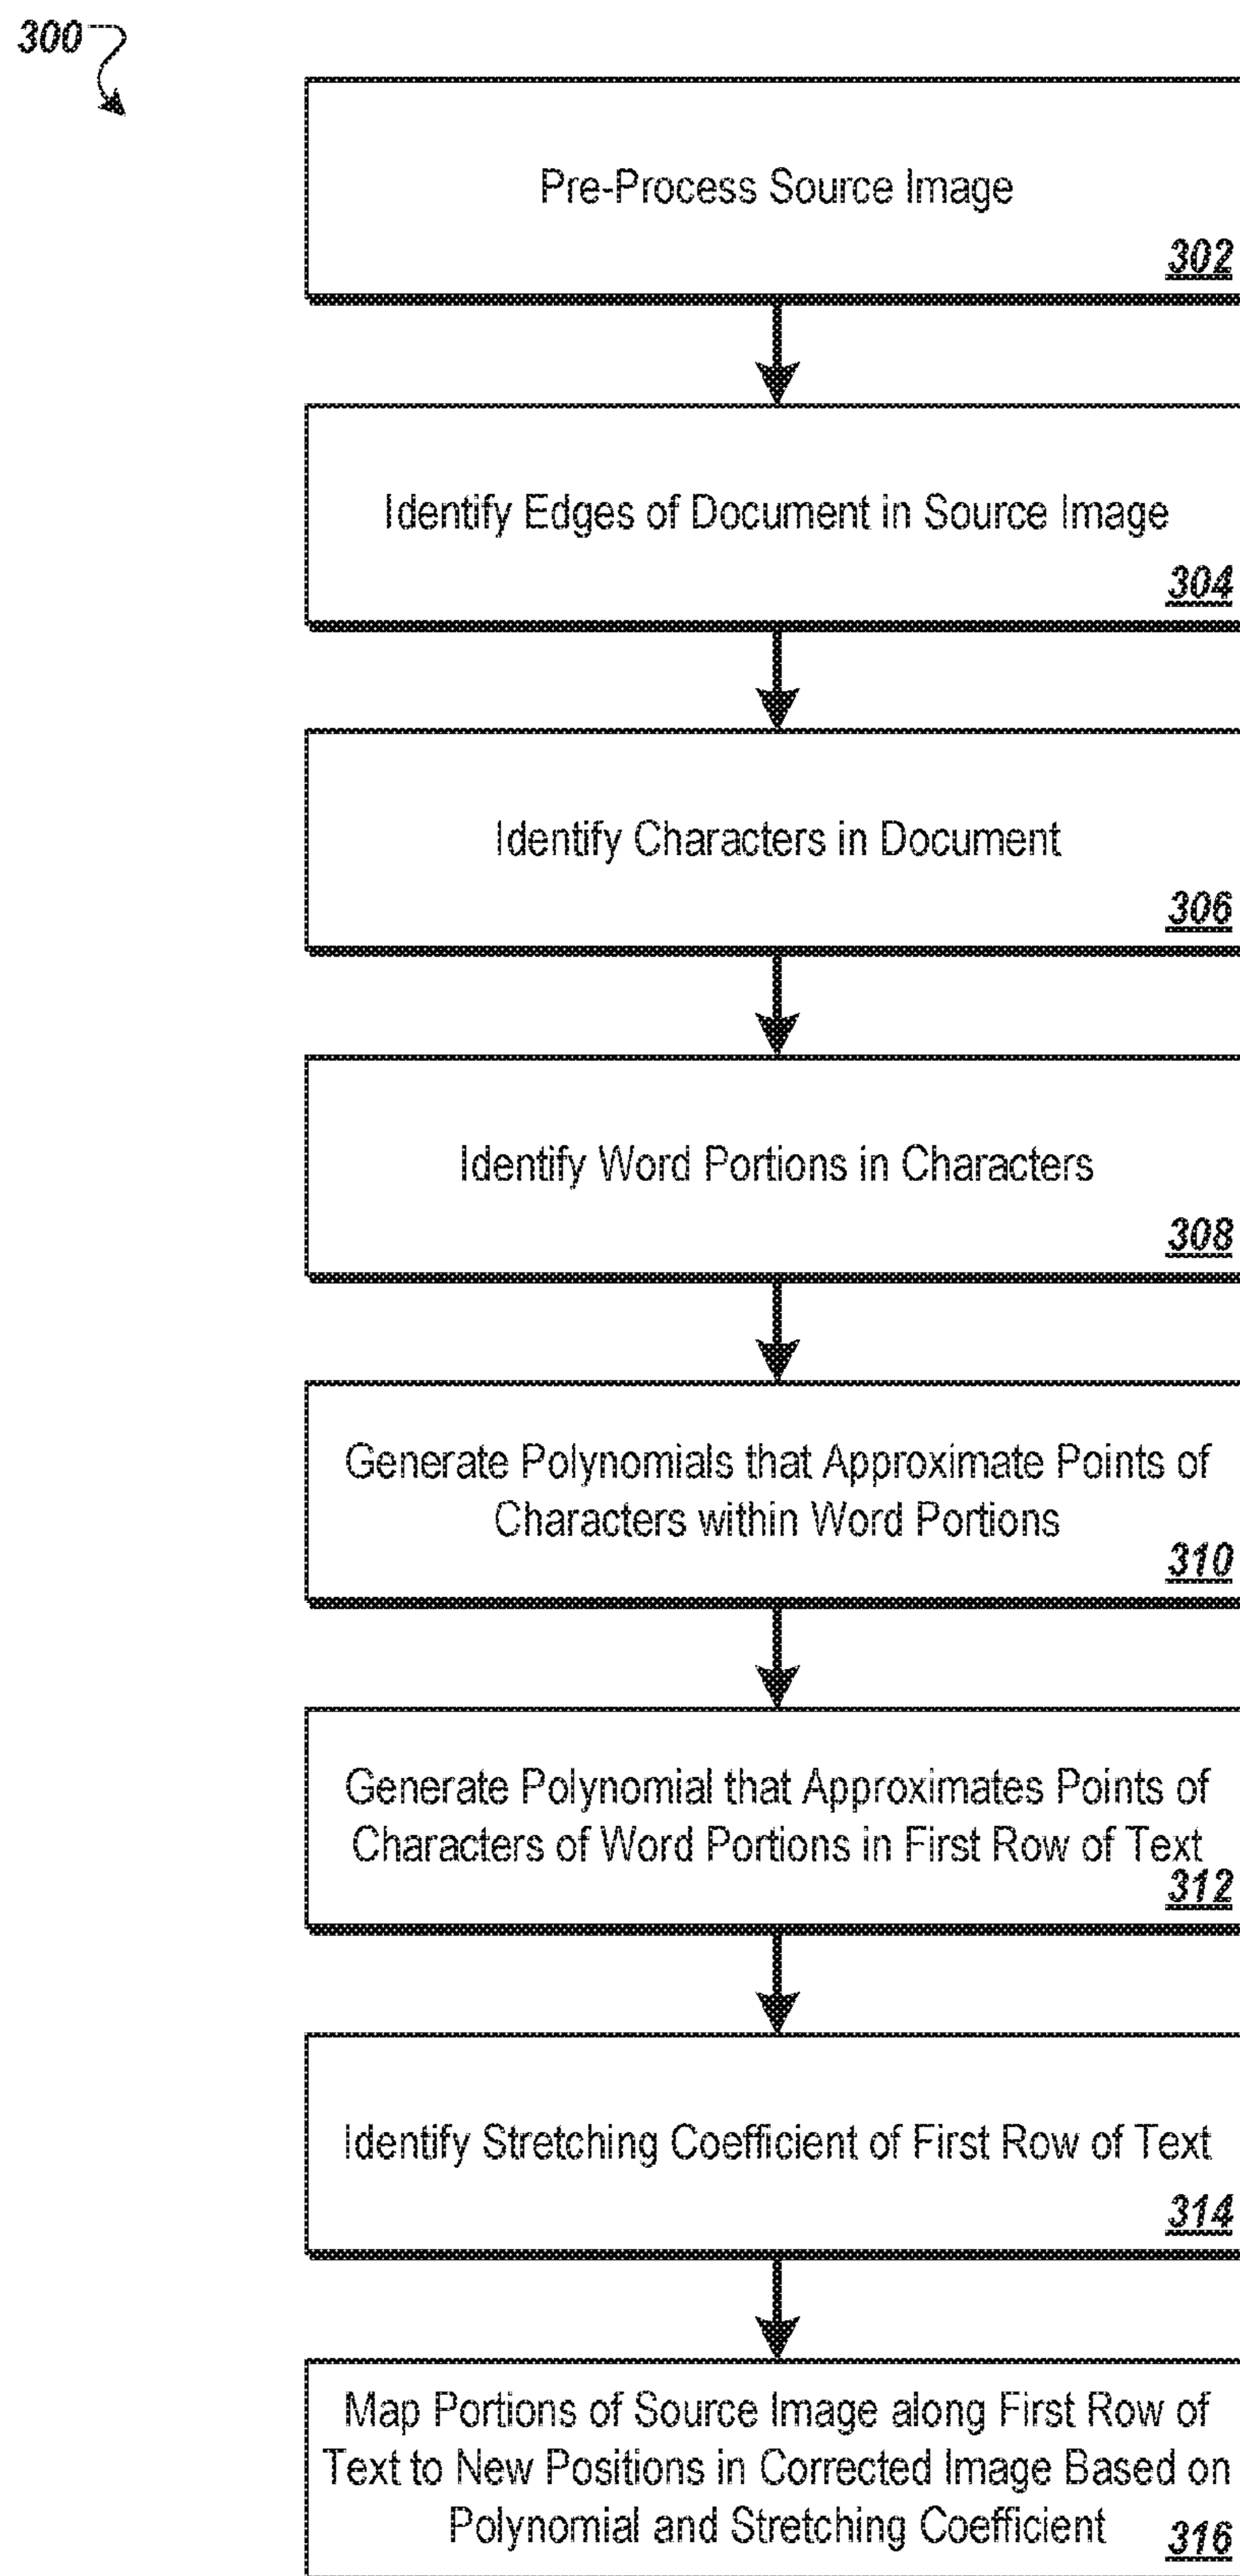 300
Pre-Process Source Image
302
Identify Edges of Document in Source Image
304
Identify Characters in Document
306
Identify Word Portions in Characters
308
Generate Polynomials that Approximate Points of
Characters within Word Portions
310
Generate Polynomial that Approximates Points of
Characters of Word Portions in First Row of Text
312
Identify Stretching Coefficient of First Row of Text
314
Map Portions of Source Image along First Row of
Text to New Positions in Corrected Image Based on
Polynomial and Stretching Coefficient
316